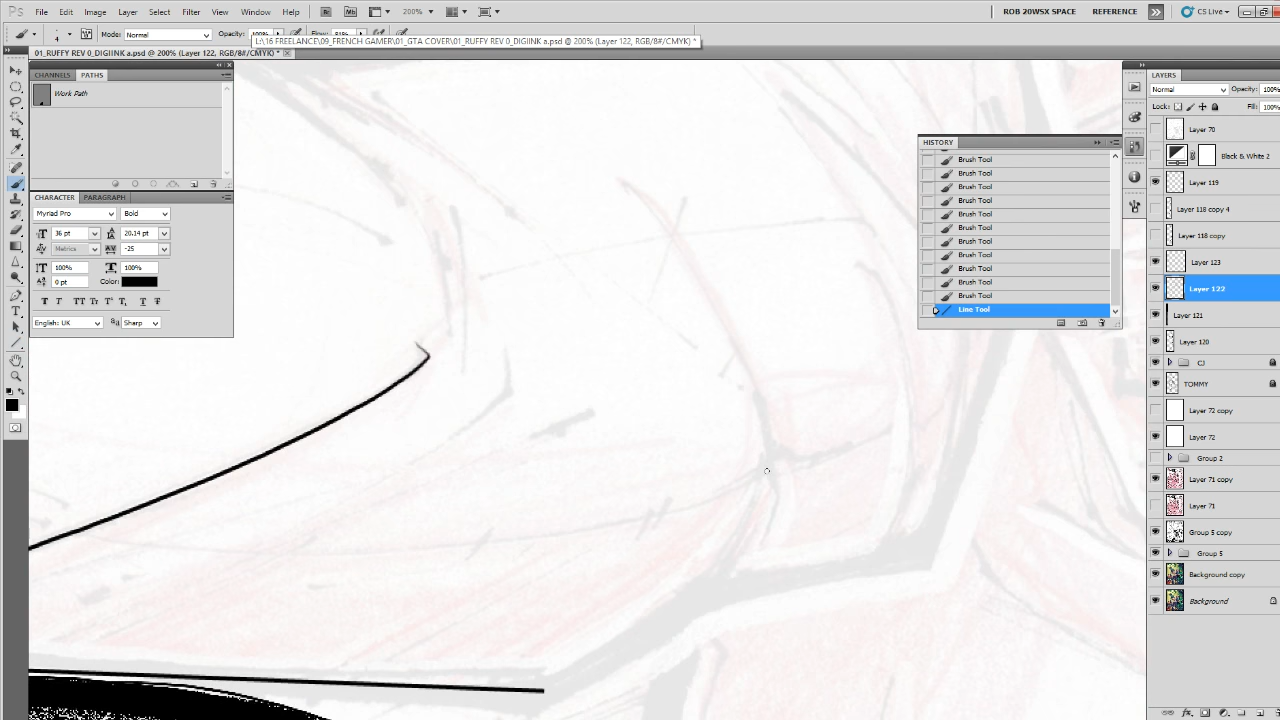 Ps File Edit Image Layer Select Filter View Window Help Br Mb 200% ROB 20WSX SPACE REFERENCE CS Live
4 Mode: Normal Opacity: 100% Flow:
L:\16 FREELANCE\09_FRENCH GAMER\01_GTA COVER\01_RUFFY REV 0_DIGIINK a.psd @ 200% (Layer 122, RGB/8#/CMYK) *
01_RUFFY REV 0_DIGIINK a.psd @ 200% (Layer 122, RGB/8#/CMYK) *
CHANNELS PATHS
Work Path
CHARACTER PARAGRAPH
Myriad Pro Bold
36 pt 20.14 pt
Metrics -25
100% 100%
0 pt Color:
English: UK Sharp
HISTORY
Brush Tool
Brush Tool
Brush Tool
Brush Tool
Brush Tool
Brush Tool
Brush Tool
Brush Tool
Brush Tool
Brush Tool
Brush Tool
Line Tool
LAYERS
Normal Opacity: 100%
Lock: Fill: 100%
Layer 70
Black & White 2
Layer 119
Layer 118 copy 4
Layer 118 copy
Layer 123
Layer 122
Layer 121
Layer 120
CJ
TOMMY
Layer 72 copy
Layer 72
Group 2
Layer 71 copy
Layer 71
Group 5 copy
Group 5
Background copy
Background